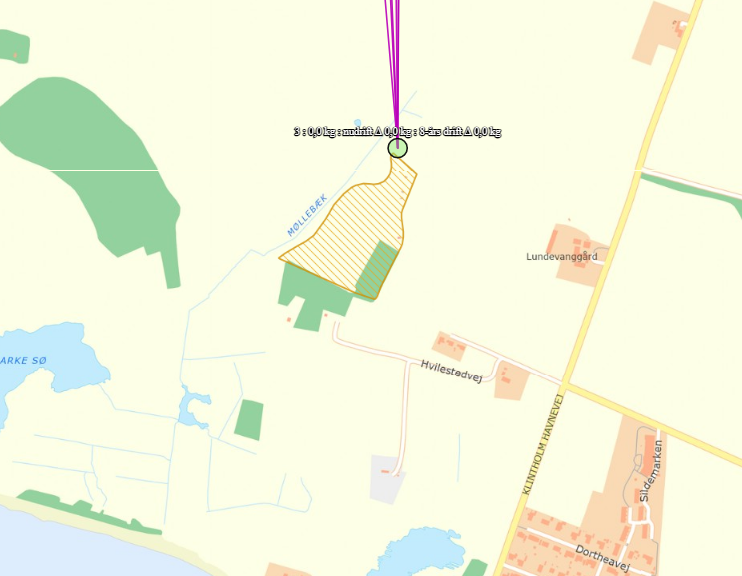 3 : 0,0 kg : nudrift Δ 0,0 kg : 8-års drift Δ 0,0 kg
MØLLEBÆK
Lundevanggård
ARKE SØ
Hvilestedvej
KLINTHOLM HAVNEVEJ
Sildemarken
Dortheavej